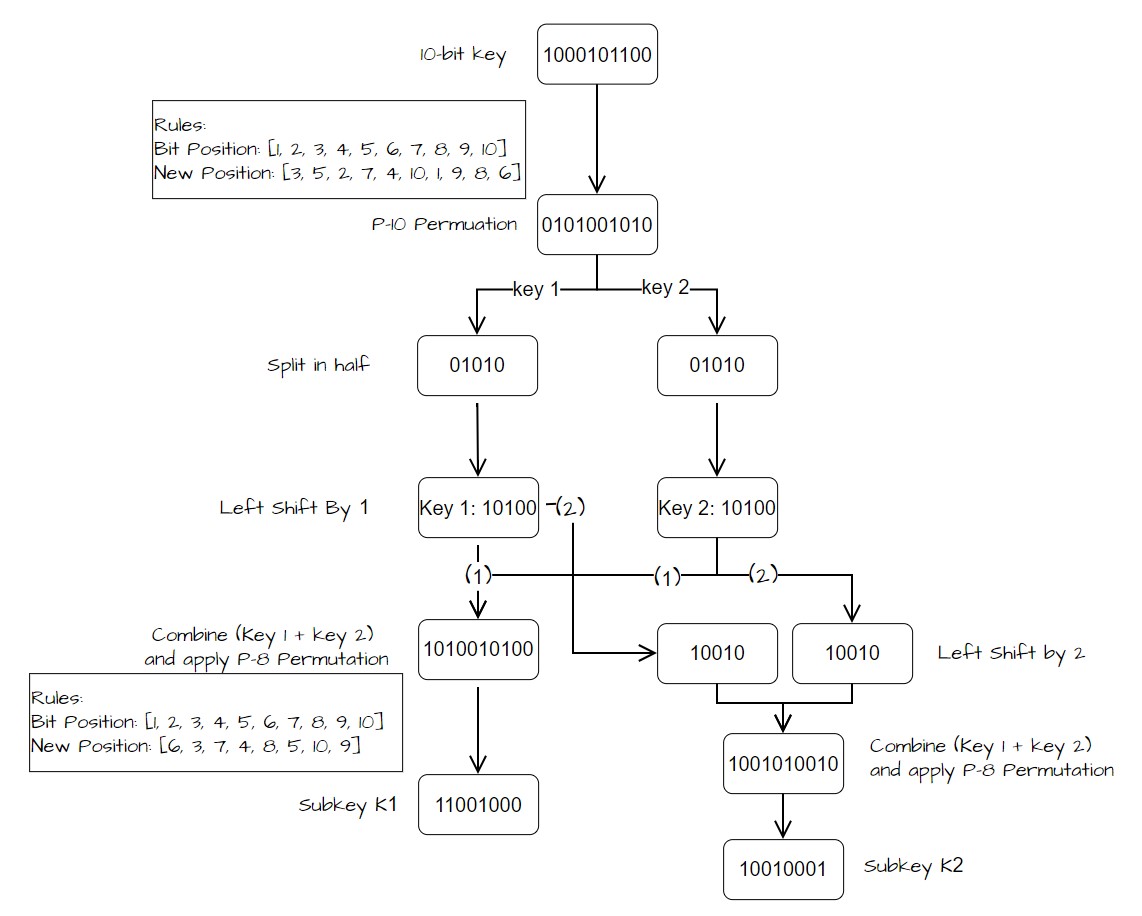 10-bit key
1000101100
Rules:
Bit Position: [1, 2, 3, 4, 5, 6, 7, 8, 9, 10]
New Position: [3, 5, 2, 7, 4, 10, 1, 9, 8, 6]
P-10 Permuation
0101001010
key 1
key 2
Split in half
01010
01010
Left Shift By 1
Key 1: 10100
(2)
Key 2: 10100
(1)
(1)
(2)
Combine (Key 1 + key 2)
and apply P-8 Permutation
1010010100
10010
10010
Left Shift by 2
Rules:
Bit Position: [1, 2, 3, 4, 5, 6, 7, 8, 9, 10]
New Position: [6, 3, 7, 4, 8, 5, 10, 9]
1001010010
Combine (Key 1 + key 2)
and apply P-8 Permutation
Subkey K1
11001000
10010001
Subkey K2